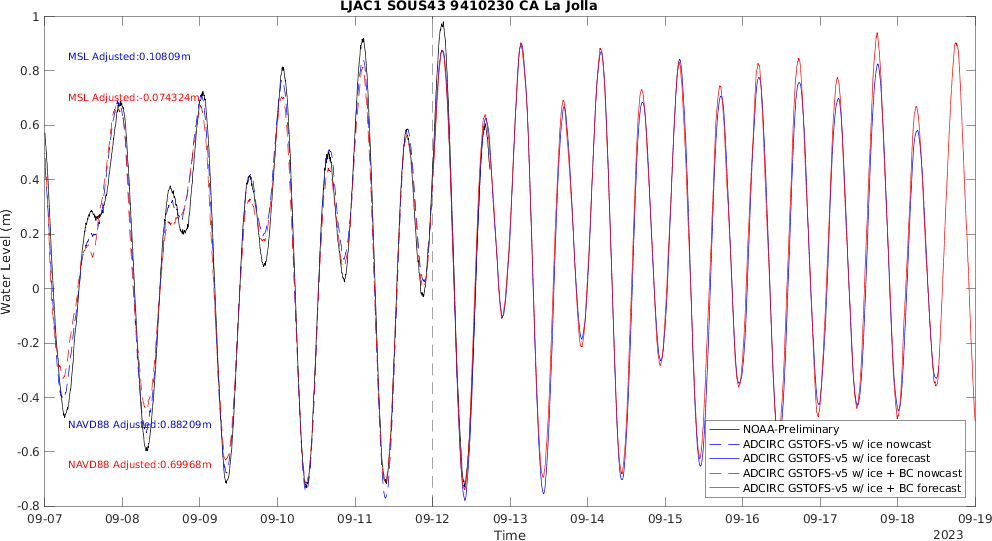 LJAC1 SOUS43 9410230 CA La Jolla
1
0.8
0.6
0.4
0.2
0
-0.2
-0.4
-0.6
-0.8
Water Level (m)
MSL Adjusted:0.10809m
MSL Adjusted:-0.074324m
NAVD88 Adjusted:0.88209m
NAVD88 Adjusted:0.69968m
NOAA-Preliminary
ADCIRC GSTOFS-v5 w/ ice nowcast
ADCIRC GSTOFS-v5 w/ ice forecast
ADCIRC GSTOFS-v5 w/ ice + BC nowcast
ADCIRC GSTOFS-v5 w/ ice + BC forecast
09-07 09-08 09-09 09-10 09-11 09-12 09-13 09-14 09-15 09-16 09-17 09-18 09-19
Time
2023